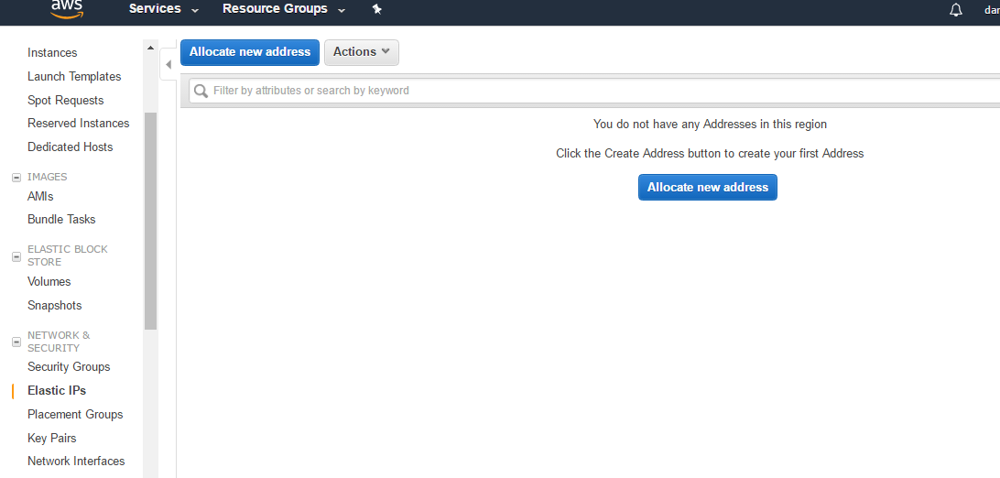 aws
Services
Resource Groups
dar
Instances
Launch Templates
Spot Requests
Reserved Instances
Dedicated Hosts
IMAGES
AMIs
Bundle Tasks
ELASTIC BLOCK
STORE
Volumes
Snapshots
NETWORK &
SECURITY
Security Groups
Elastic IPs
Placement Groups
Key Pairs
Network Interfaces
Allocate new address
Actions
Filter by attributes or search by keyword
You do not have any Addresses in this region
Click the Create Address button to create your first Address
Allocate new address